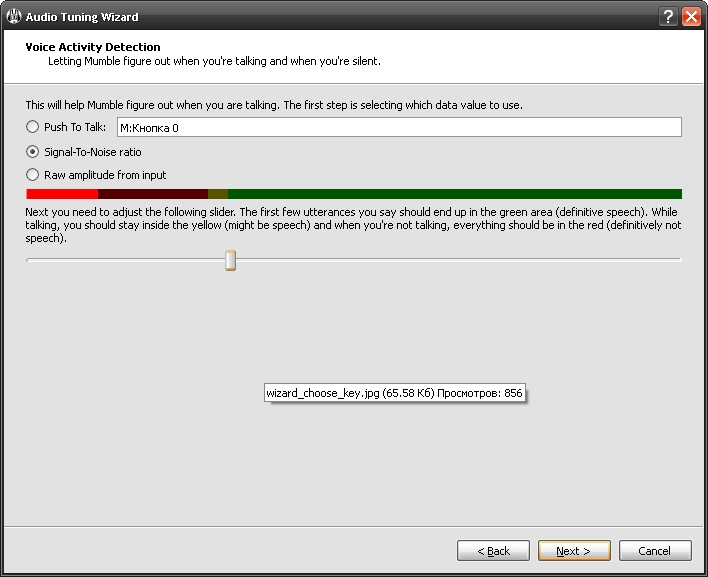 Audio Tuning Wizard
?
Voice Activity Detection
Letting Mumble figure out when you're talking and when you're silent.
This will help Mumble figure out when you are talking. The first step is selecting which data value to use.
Push To Talk: М:Кнопка 0
Signal-To-Noise ratio
Raw amplitude from input
Next you need to adjust the following slider. The first few utterances you say should end up in the green area (definitive speech). While
talking, you should stay inside the yellow (might be speech) and when you're not talking, everything should be in the red (definitively not
speech).
wizard_choose_key.jpg (65.58 Кб) Просмотров: 856
< Back
Next >
Cancel